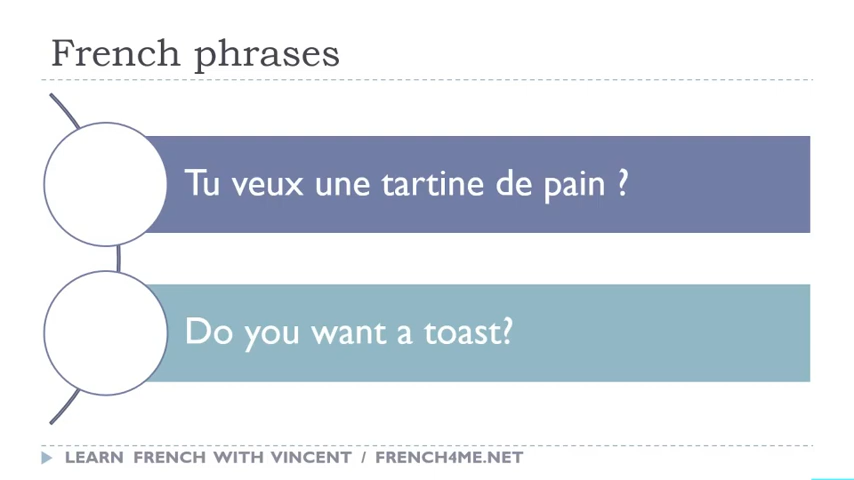 French phrases
Tu veux une tartine de pain ?
Do you want a toast?
LEARN FRENCH WITH VINCENT / FRENCH4ME.NET